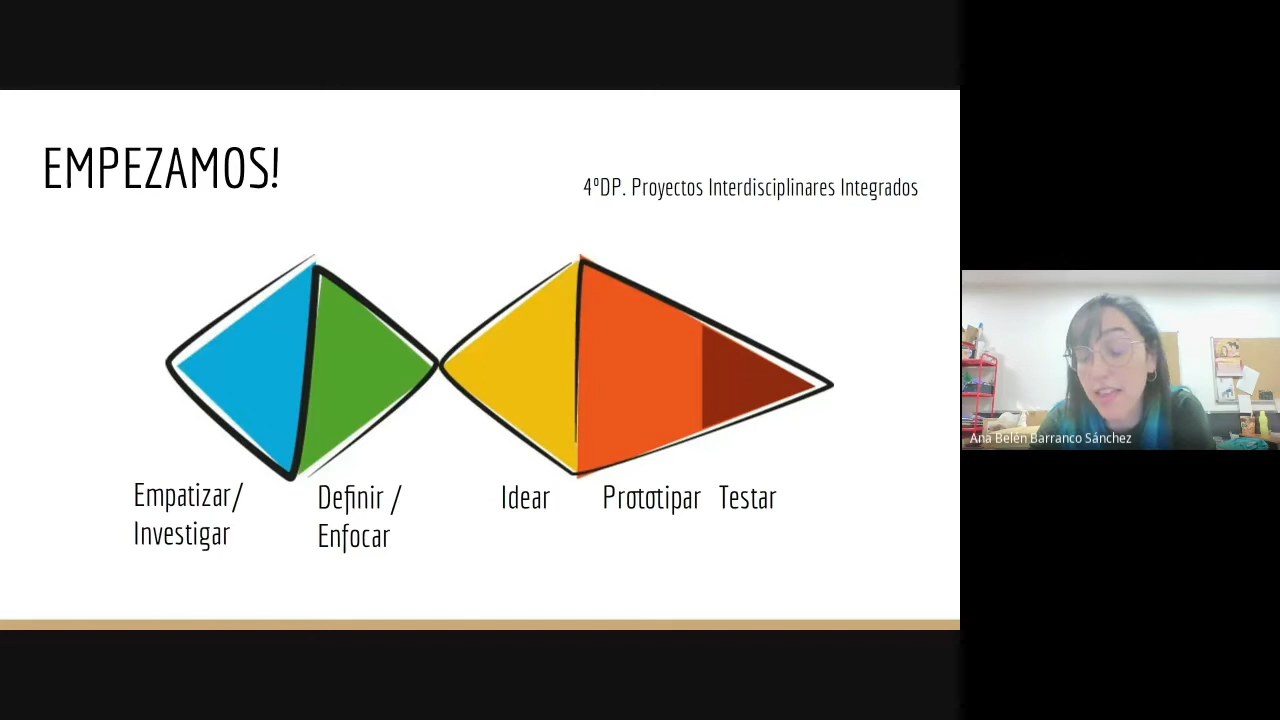 EMPEZAMOS!
4ºDP. Proyectos Interdisciplinares Integrados
Empatizar/
Investigar
Definir /
Enfocar
Idear
Prototipar
Testar
Ana Belén Barranco Sánchez